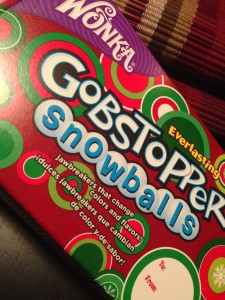 WONKA
Everlasting
GOBSTOPPER
Snowballs
Jawbreakers that change
colors and flavors!
¡dulces jawbreakers que cambian
de color y de sabor!
To:
From: